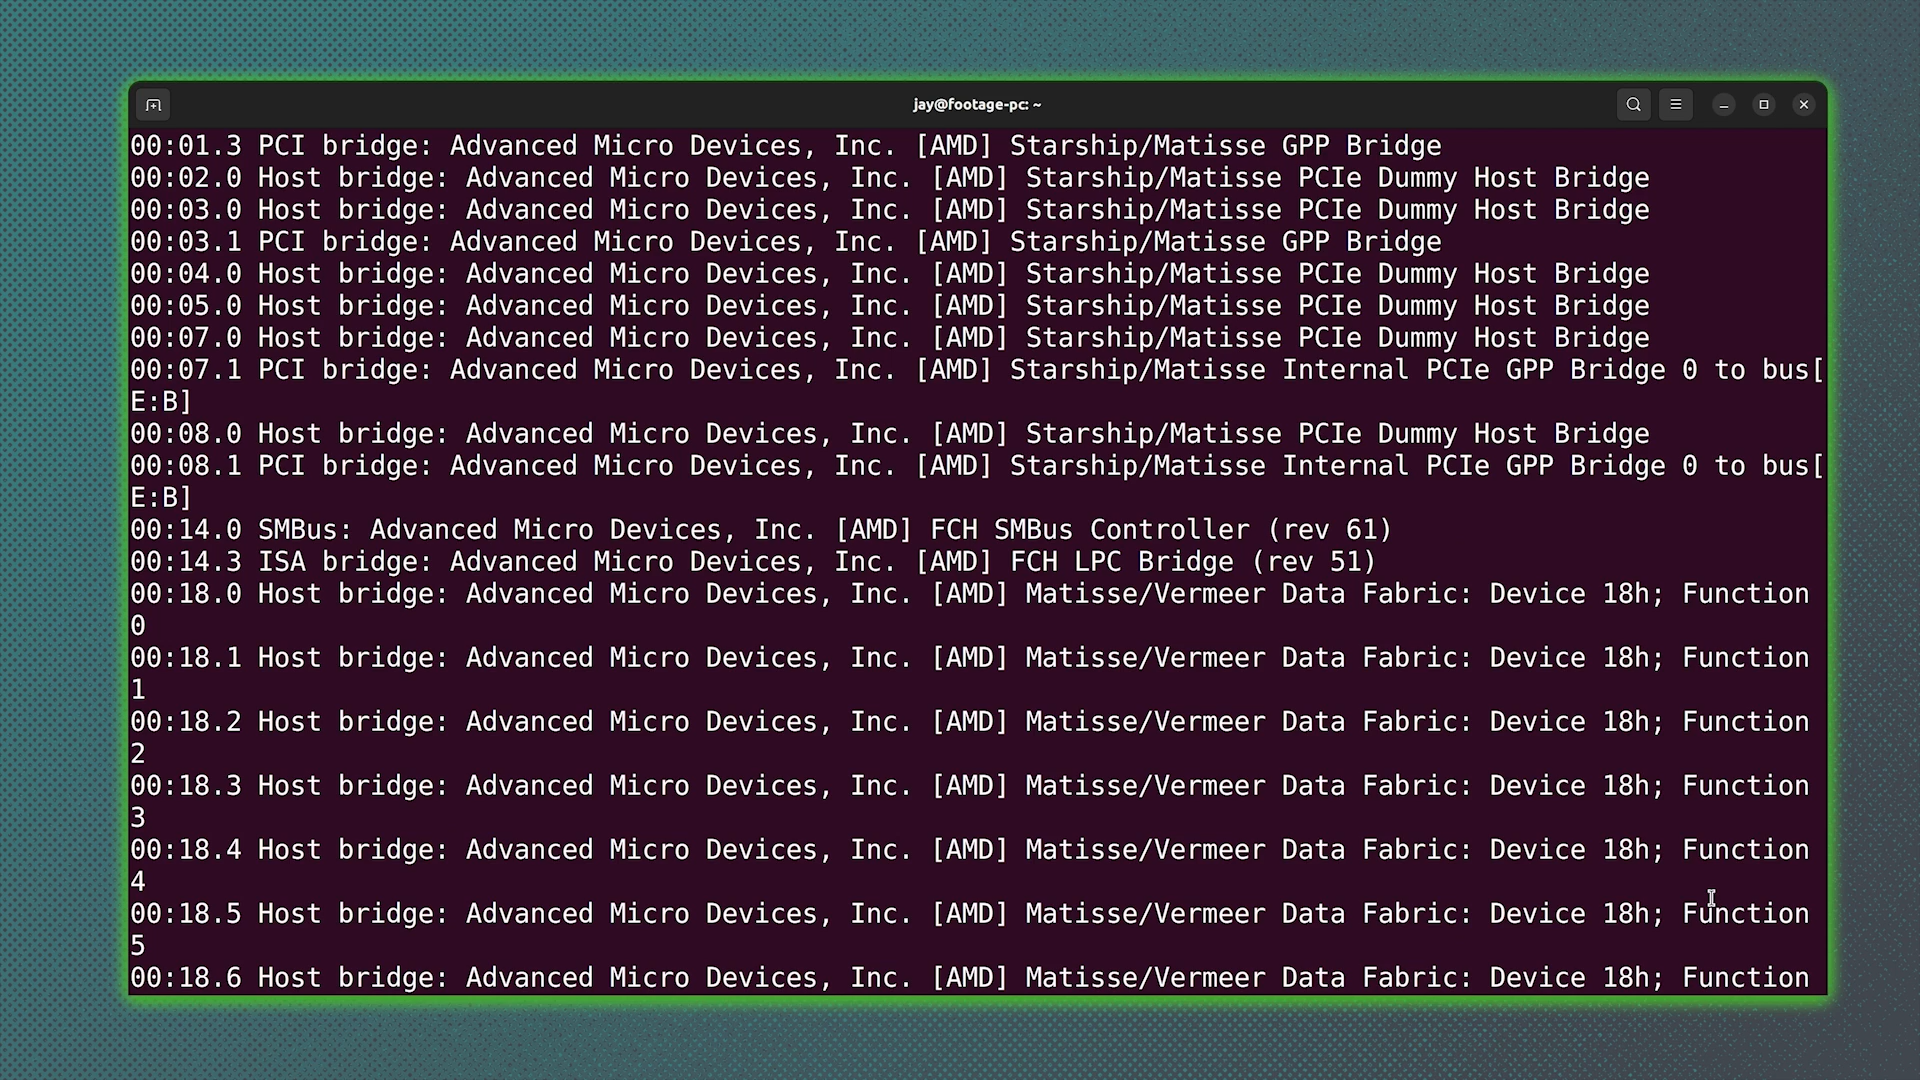 jay@footage-pc: ~
00:01.3 PCI bridge: Advanced Micro Devices, Inc. [AMD] Starship/Matisse GPP Bridge
00:02.0 Host bridge: Advanced Micro Devices, Inc. [AMD] Starship/Matisse PCIe Dummy Host Bridge
00:03.0 Host bridge: Advanced Micro Devices, Inc. [AMD] Starship/Matisse PCIe Dummy Host Bridge
00:03.1 PCI bridge: Advanced Micro Devices, Inc. [AMD] Starship/Matisse GPP Bridge
00:04.0 Host bridge: Advanced Micro Devices, Inc. [AMD] Starship/Matisse PCIe Dummy Host Bridge
00:05.0 Host bridge: Advanced Micro Devices, Inc. [AMD] Starship/Matisse PCIe Dummy Host Bridge
00:07.0 Host bridge: Advanced Micro Devices, Inc. [AMD] Starship/Matisse PCIe Dummy Host Bridge
00:07.1 PCI bridge: Advanced Micro Devices, Inc. [AMD] Starship/Matisse Internal PCIe GPP Bridge 0 to bus[
E:B]
00:08.0 Host bridge: Advanced Micro Devices, Inc. [AMD] Starship/Matisse PCIe Dummy Host Bridge
00:08.1 PCI bridge: Advanced Micro Devices, Inc. [AMD] Starship/Matisse Internal PCIe GPP Bridge 0 to bus[
E:B]
00:14.0 SMBus: Advanced Micro Devices, Inc. [AMD] FCH SMBus Controller (rev 61)
00:14.3 ISA bridge: Advanced Micro Devices, Inc. [AMD] FCH LPC Bridge (rev 51)
00:18.0 Host bridge: Advanced Micro Devices, Inc. [AMD] Matisse/Vermeer Data Fabric: Device 18h; Function
0
00:18.1 Host bridge: Advanced Micro Devices, Inc. [AMD] Matisse/Vermeer Data Fabric: Device 18h; Function
1
00:18.2 Host bridge: Advanced Micro Devices, Inc. [AMD] Matisse/Vermeer Data Fabric: Device 18h; Function
2
00:18.3 Host bridge: Advanced Micro Devices, Inc. [AMD] Matisse/Vermeer Data Fabric: Device 18h; Function
3
00:18.4 Host bridge: Advanced Micro Devices, Inc. [AMD] Matisse/Vermeer Data Fabric: Device 18h; Function
4
00:18.5 Host bridge: Advanced Micro Devices, Inc. [AMD] Matisse/Vermeer Data Fabric: Device 18h; Function
5
00:18.6 Host bridge: Advanced Micro Devices, Inc. [AMD] Matisse/Vermeer Data Fabric: Device 18h; Function